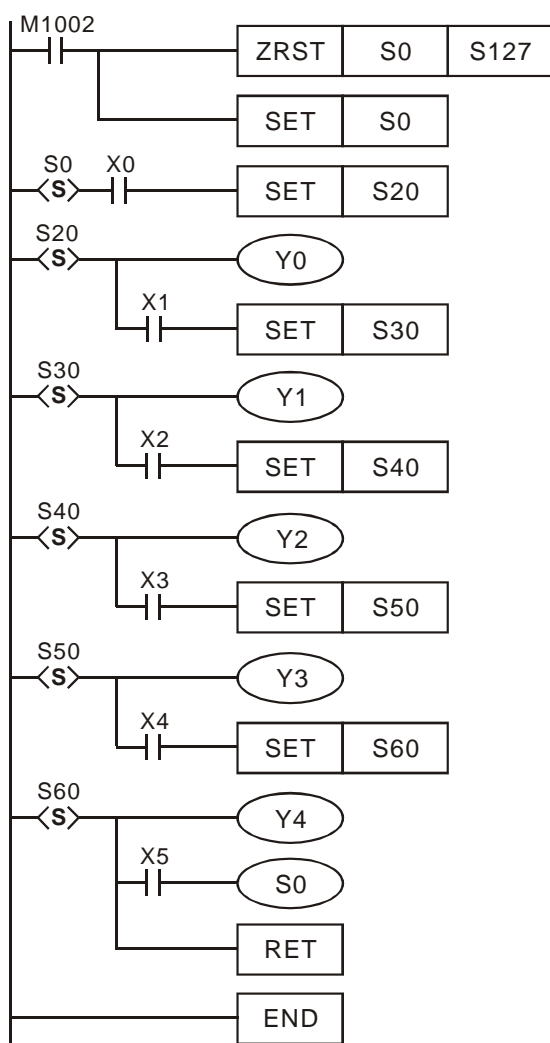 M1002
ZRST S0 S127
SET S0
S0 X0
S SET S20
S20
S Y0
X1
SET S30
S30
S Y1
X2
SET S40
S40
S Y2
X3
SET S50
S50
S Y3
X4
SET S60
S60
S Y4
X5
S0
RET
END